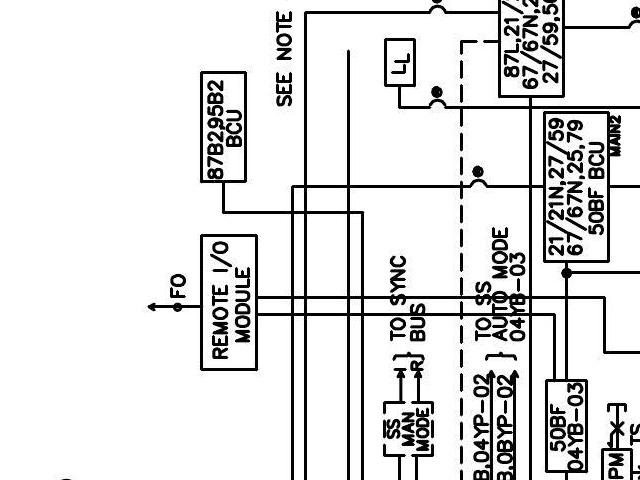 SEE NOTE
87B295B2
BCU
LL
87L,21/
67/67N,2
27/59,50
MAIN2
21/21N,27/59
67/67N,25,79
50BF BCU
FO
REMOTE I/O
MODULE
TO SYNC
BUS
TO SS
AUTO MODE
04YB-03
I
R
SS
MAN
MODE
B,04YP-02
B,0BYP-02
50BF
04YB-03
X
PM
TS